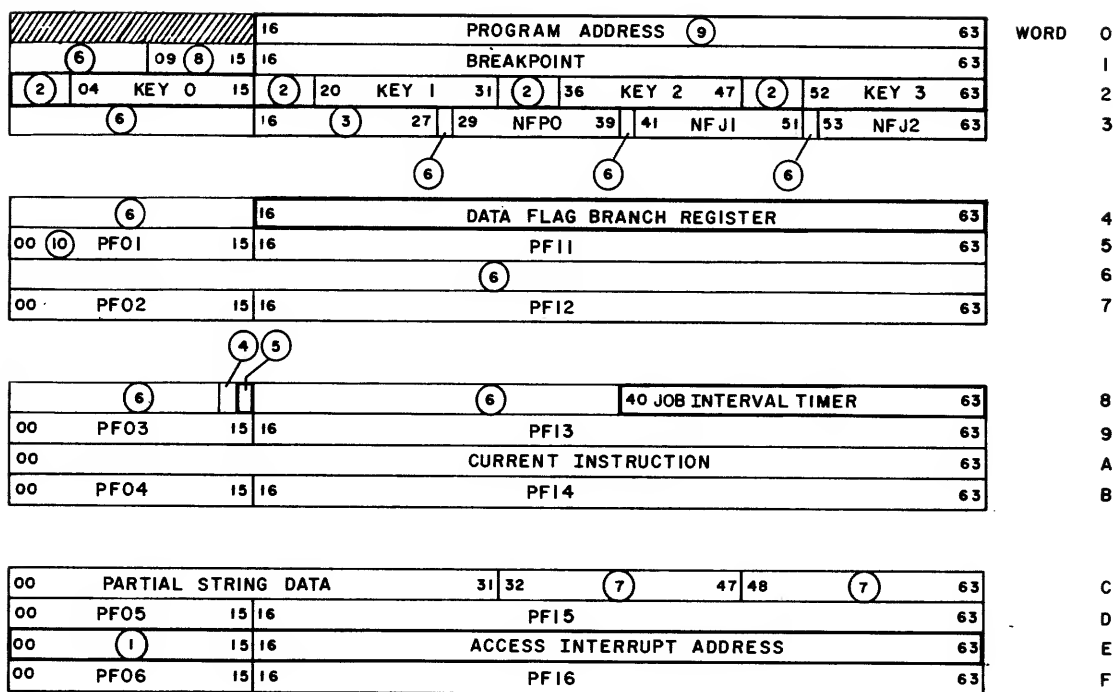 16 PROGRAM ADDRESS 9 63 WORD 0
6 09 8 15 16 BREAKPOINT 63 1
2 04 KEY 0 15 2 20 KEY 1 31 2 36 KEY 2 47 2 52 KEY 3 63 2
6 16 3 27 29 NFPO 39 41 NFJ1 51 53 NFJ2 63 3
6 6 6
6 16 DATA FLAG BRANCH REGISTER 63 4
00 10 PF01 15 16 PF11 63 5
6 6
00 PF02 15 16 PF12 63 7
4 5
6 6 40 JOB INTERVAL TIMER 63 8
00 PF03 15 16 PF13 63 9
00 CURRENT INSTRUCTION 63 A
00 PF04 15 16 PF14 63 B
00 PARTIAL STRING DATA 31 32 7 47 48 7 63 C
00 PF05 15 16 PF15 63 D
00 1 15 16 ACCESS INTERRUPT ADDRESS 63 E
00 PF06 15 16 PF16 63 F